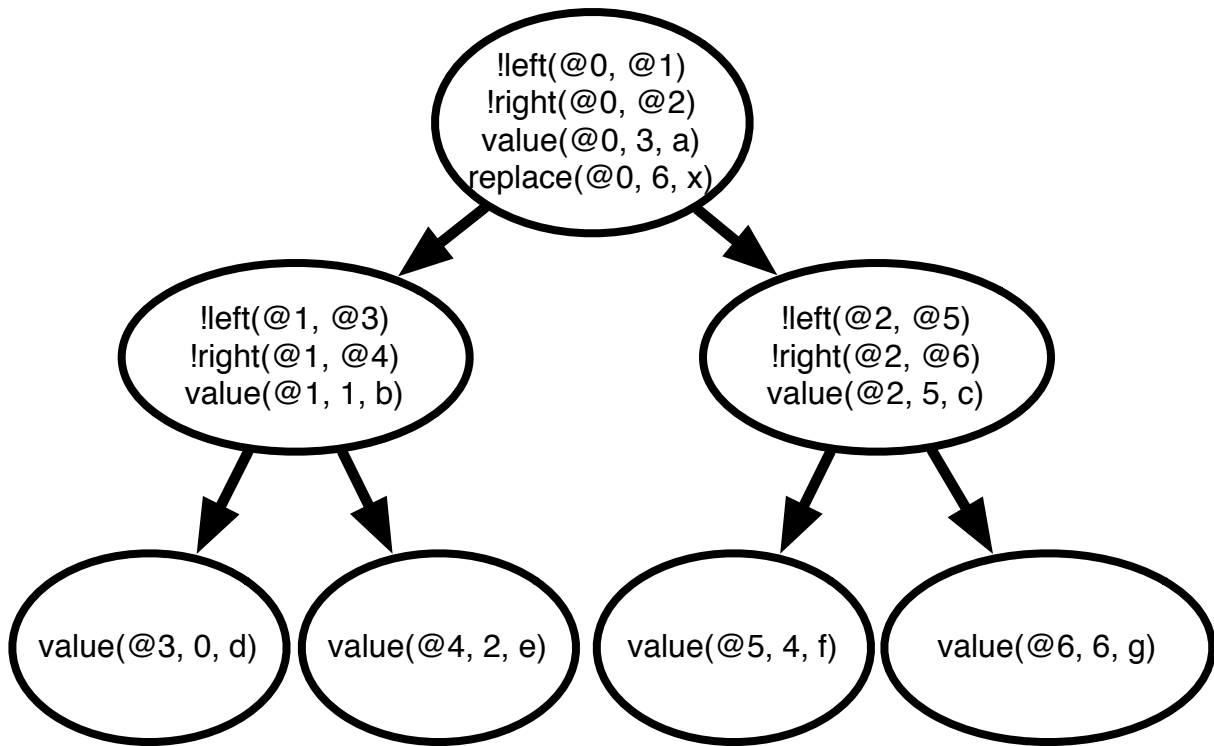 !left(@0, @1)
!right(@0, @2)
value(@0, 3, a)
replace(@0, 6, x)
!left(@1, @3)
!right(@1, @4)
value(@1, 1, b)
!left(@2, @5)
!right(@2, @6)
value(@2, 5, c)
value(@3, 0, d)
value(@4, 2, e)
value(@5, 4, f)
value(@6, 6, g)